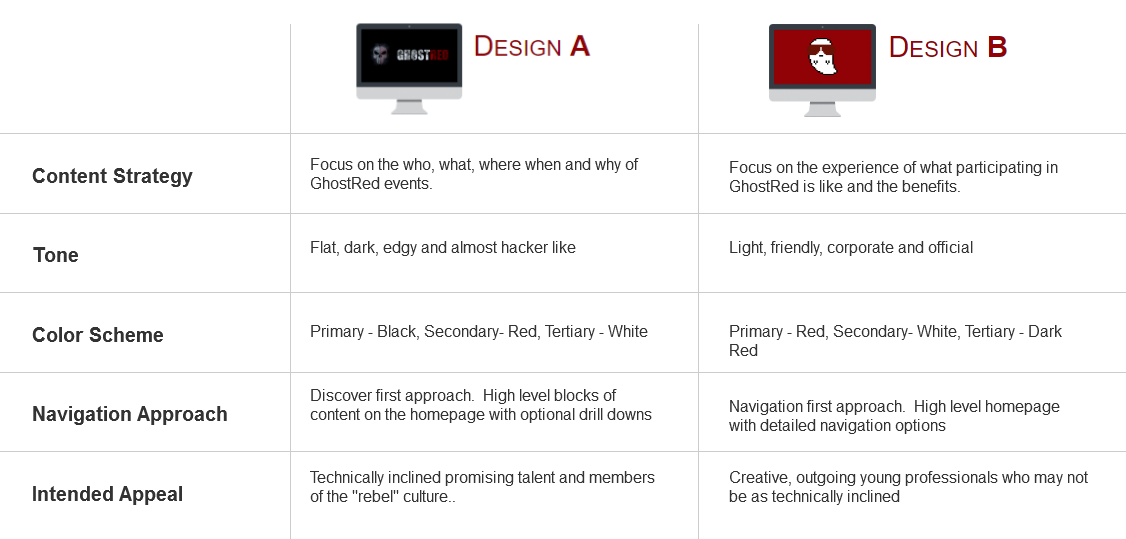 GHOSTRED
DESIGN A
DESIGN B
Content Strategy
Focus on the who, what, where when and why of
GhostRed events.
Focus on the experience of what participating in
GhostRed is like and the benefits.
Tone
Flat, dark, edgy and almost hacker like
Light, friendly, corporate and official
Color Scheme
Primary - Black, Secondary- Red, Tertiary - White
Primary - Red, Secondary- White, Tertiary - Dark
Red
Navigation Approach
Discover first approach.  High level blocks of
content on the homepage with optional drill downs
Navigation first approach.  High level homepage
with detailed navigation options
Intended Appeal
Technically inclined promising talent and members
of the "rebel" culture..
Creative, outgoing young professionals who may not
be as technically inclined